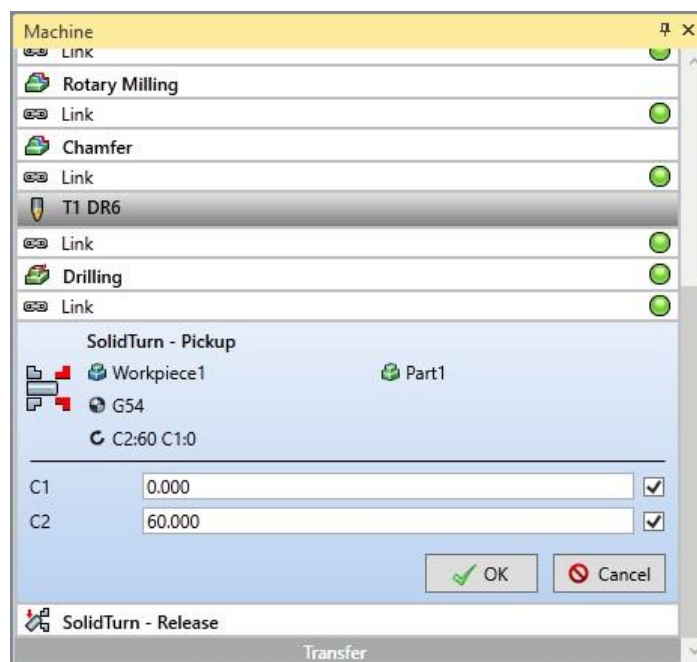 Machine
Link
Rotary Milling
Link
Chamfer
Link
T1 DR6
Link
Drilling
Link
SolidTurn - Pickup
Workpiece1 Part1
G54
C2:60 C1:0
C1 0.000
C2 60.000
OK Cancel
SolidTurn - Release
Transfer